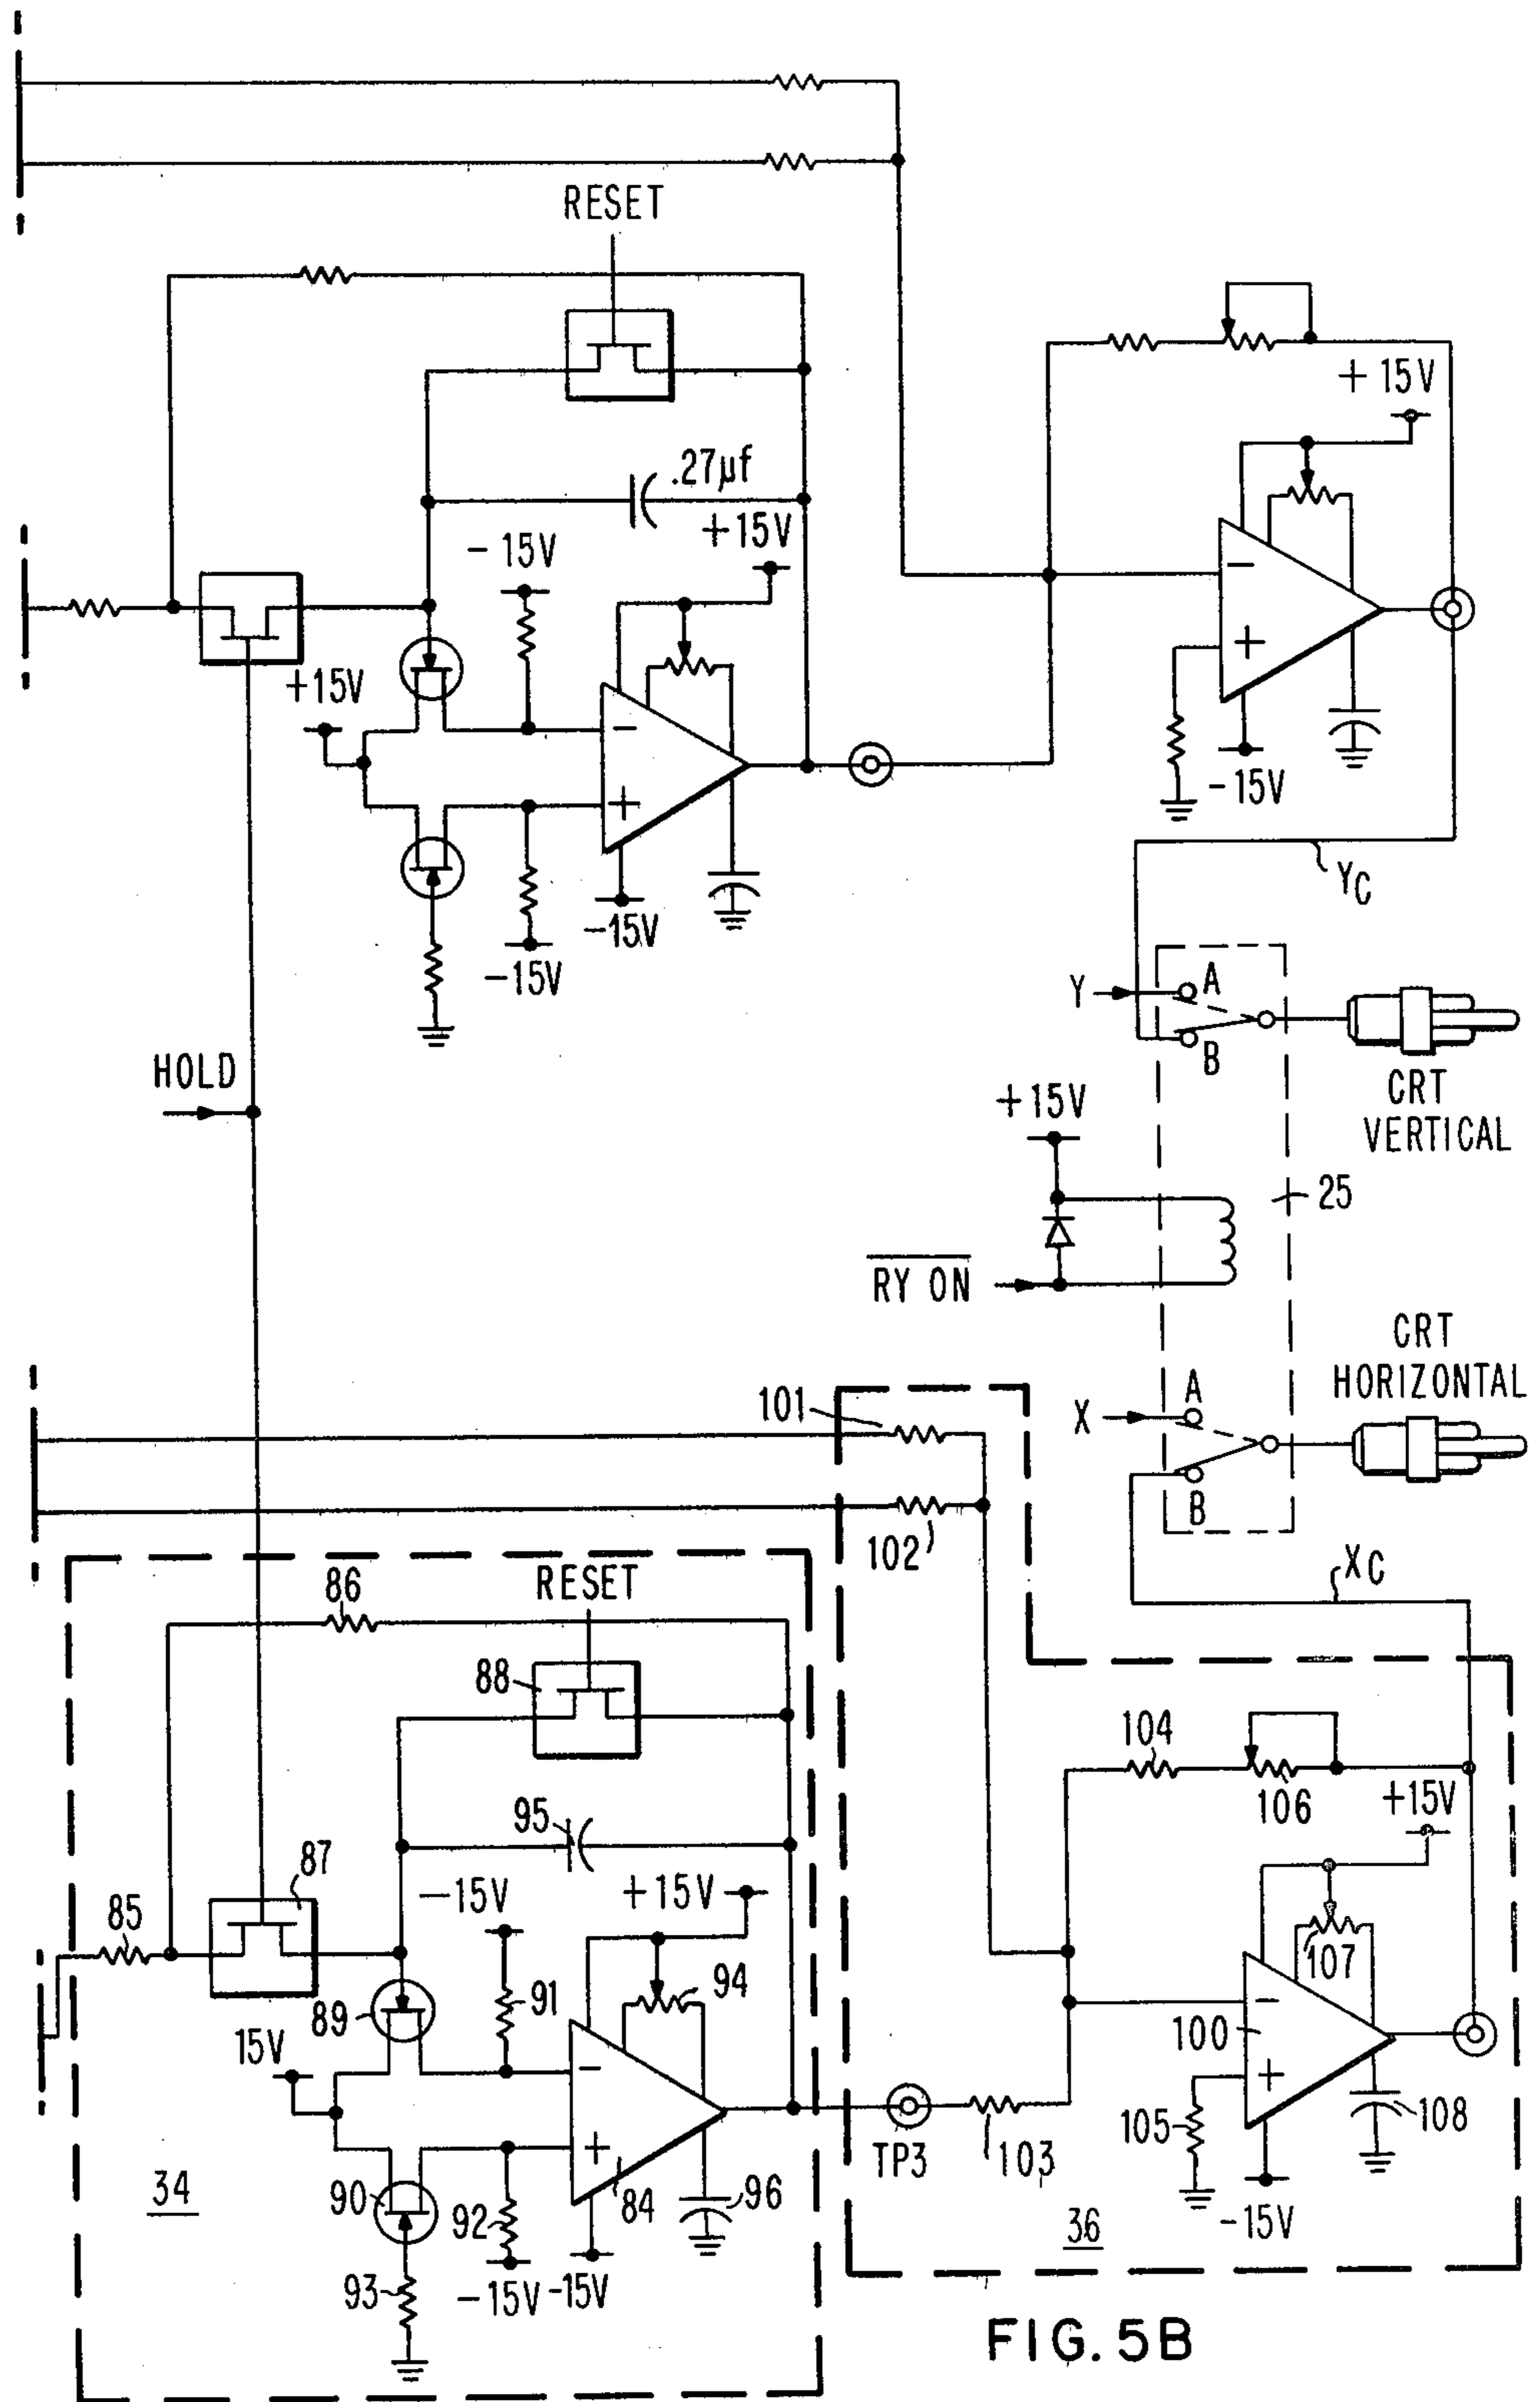 RESET
+ 15V
.27µf
+15V
- 15V
−
+
+15V
−
+
-15V
-15V
-15V
YC
Y
A
B
CRT
VERTICAL
HOLD
+15V
25
RY ON
CRT
HORIZONTAL
101
X
A
B
102
XC
86
RESET
88
104
106
+15V
95
87
-15V
+15V
85
107
94
91
89
100
−
+
15V
−
+
105
108
TP3
103
34
90
92
84
96
36
-15V
93
-15V
-15V
FIG. 5B